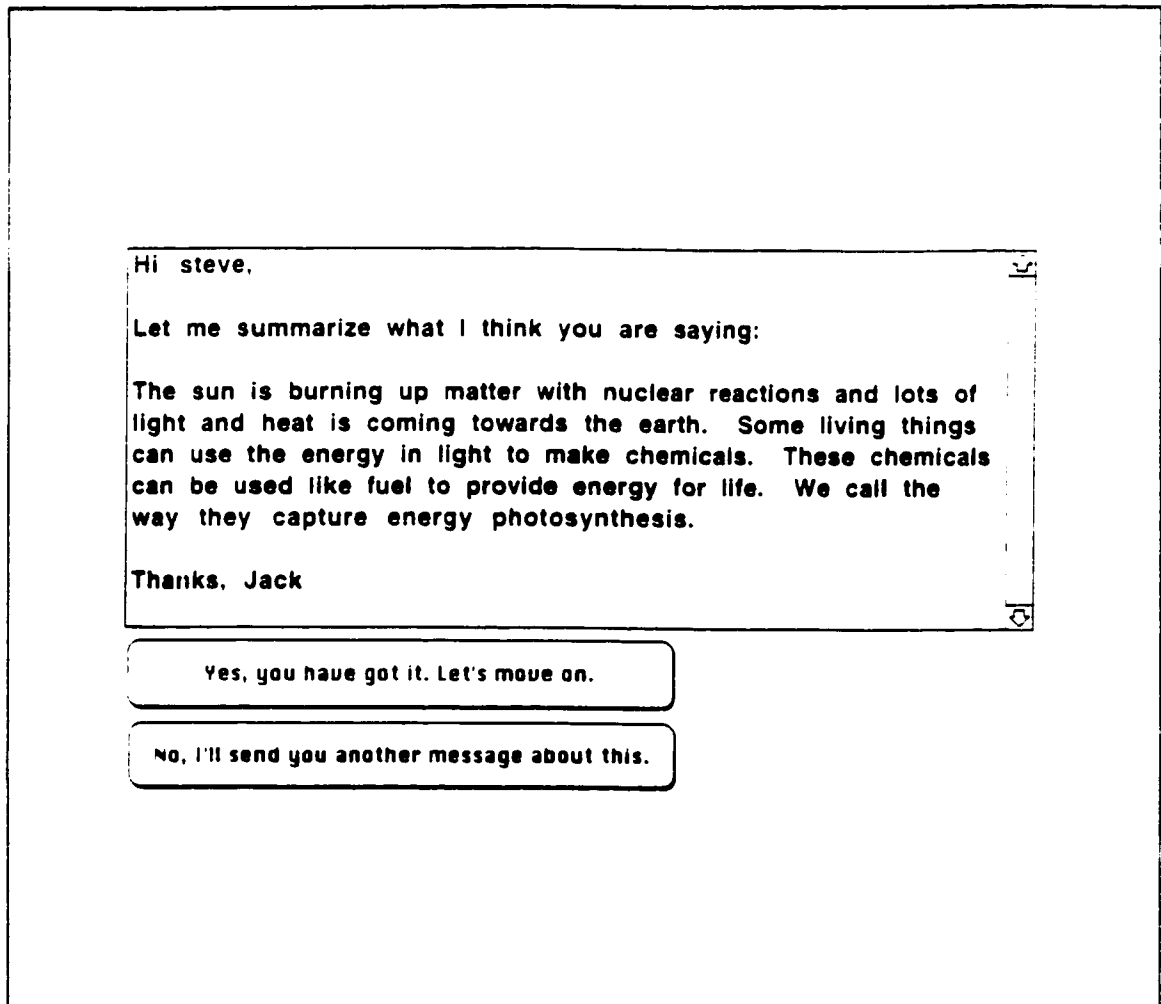 Hi steve,
Let me summarize what I think you are saying:
The sun is burning up matter with nuclear reactions and lots of
light and heat is coming towards the earth. Some living things
can use the energy in light to make chemicals. These chemicals
can be used like fuel to provide energy for life. We call the
way they capture energy photosynthesis.
Thanks, Jack
Yes, you have got it. Let's move on.
No, I'll send you another message about this.